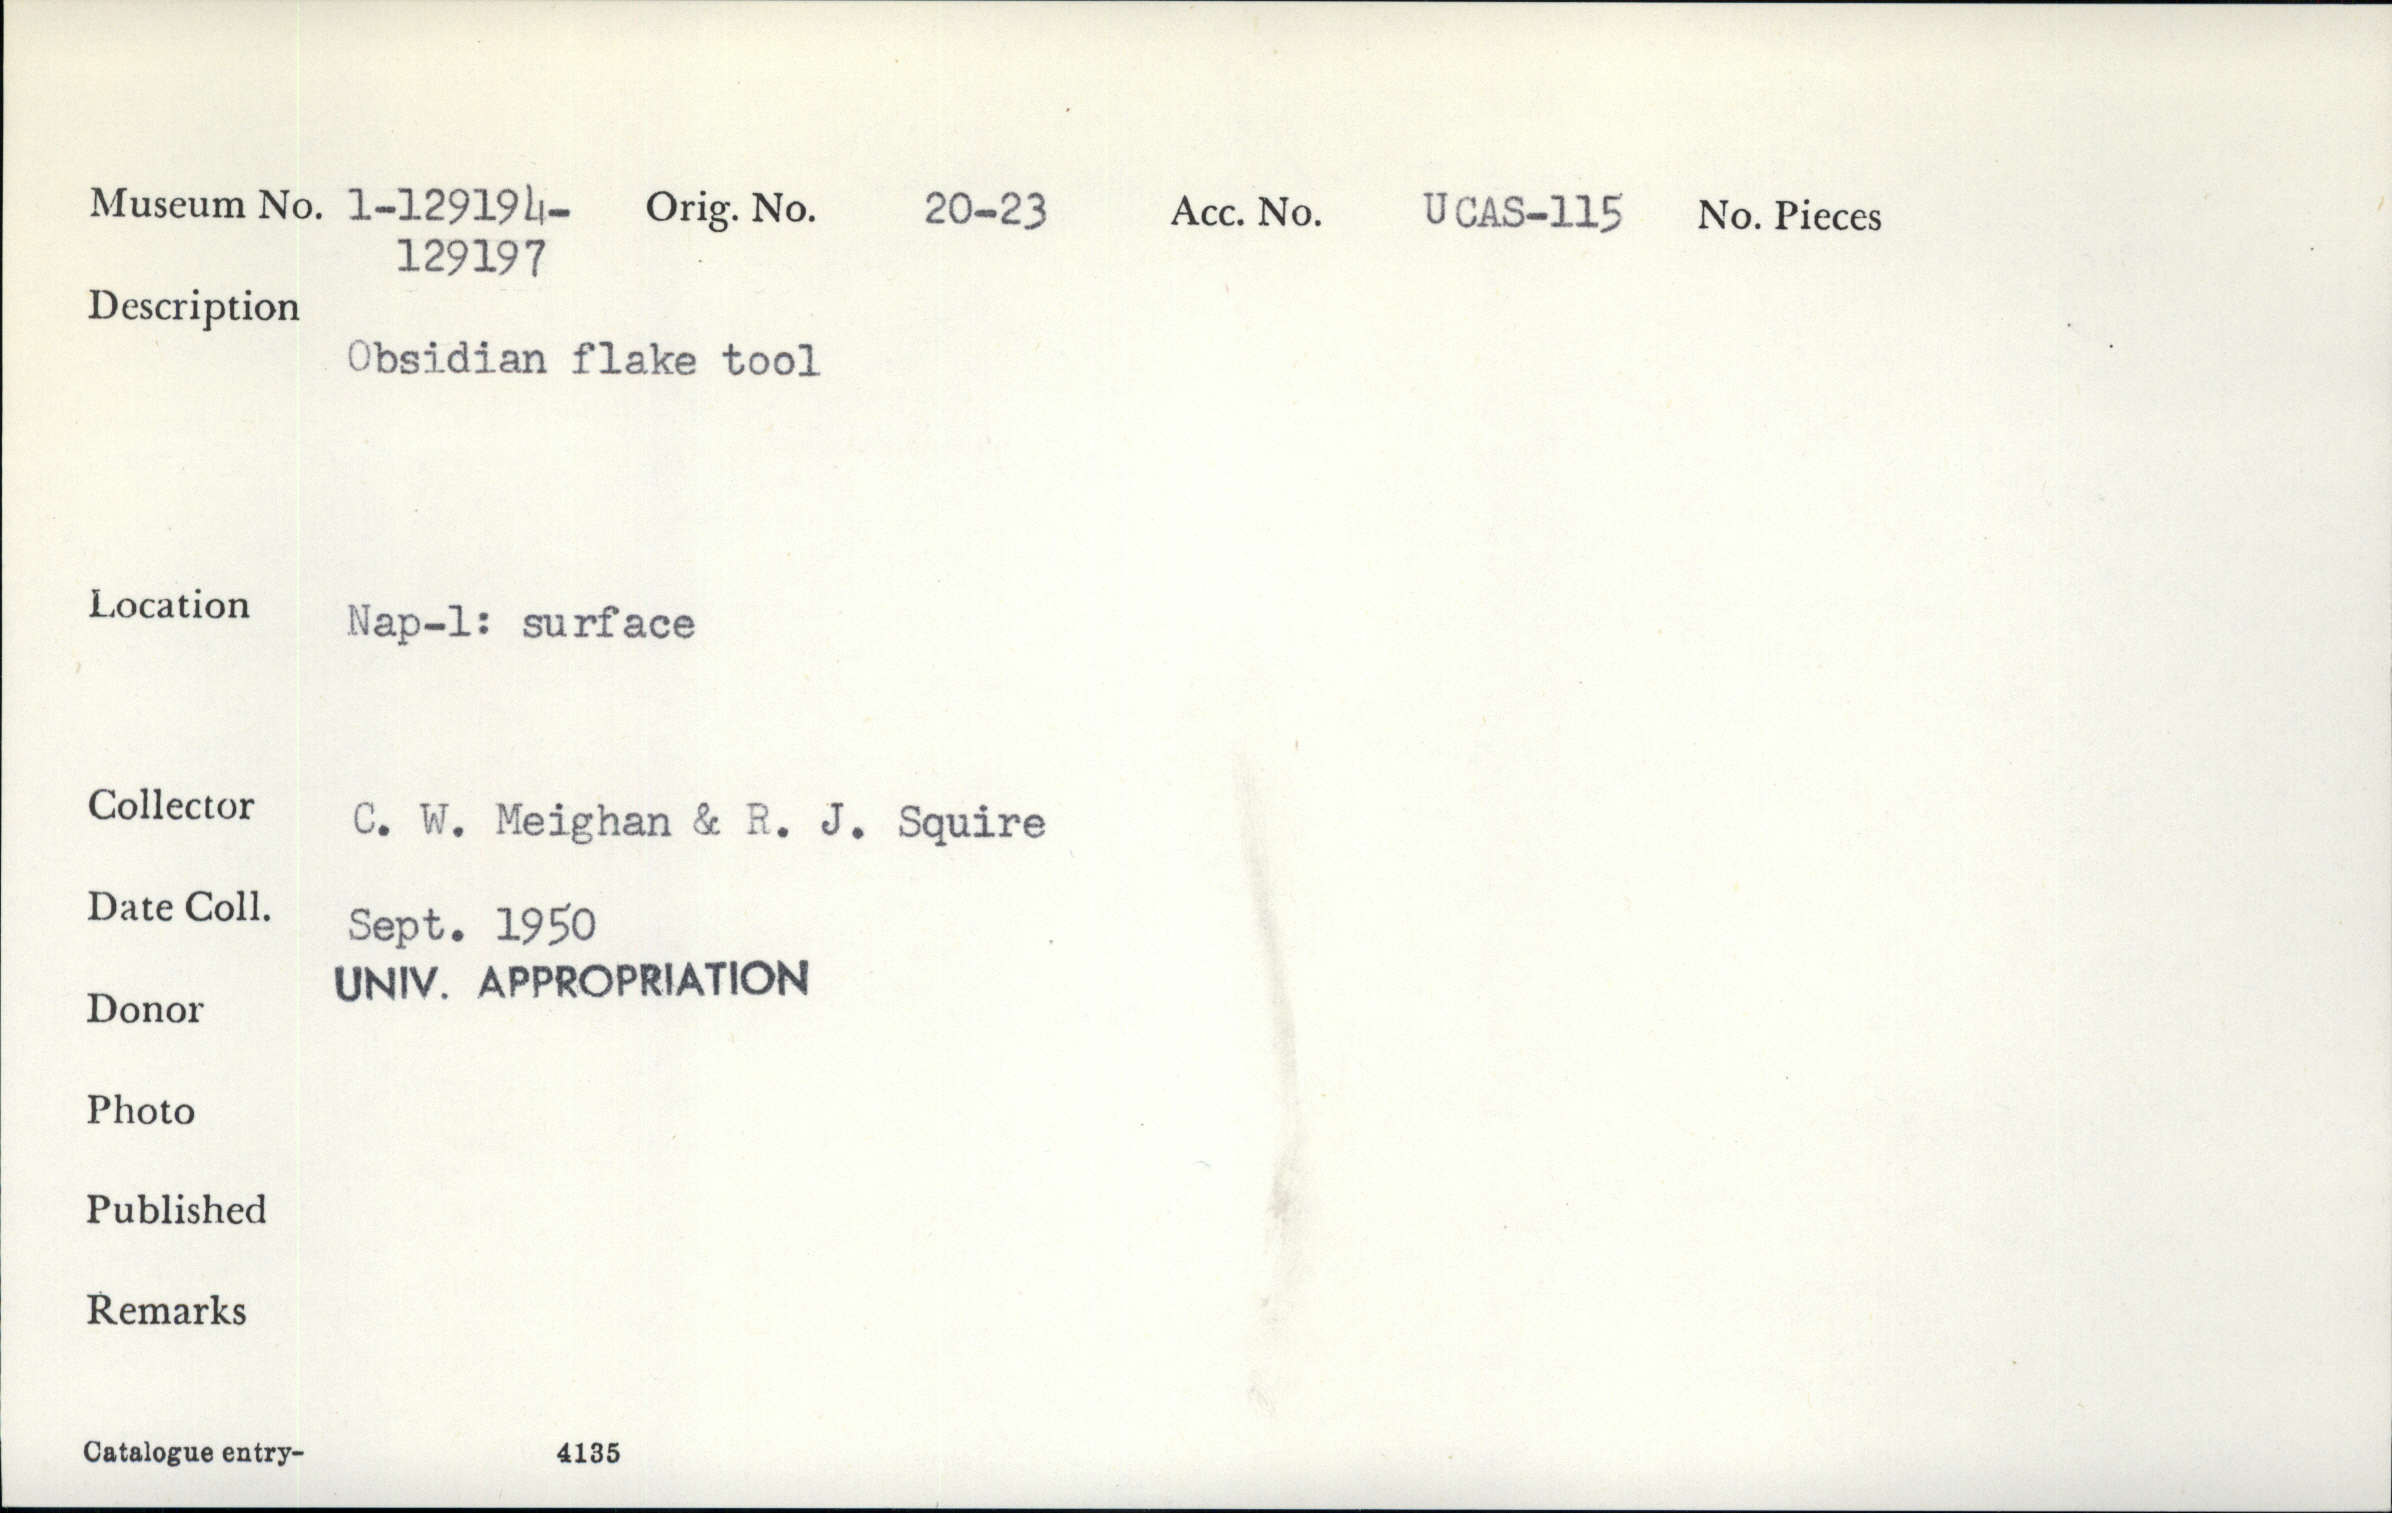 Museum No. 1-129194- Orig. No. 20-23 Acc. No. UCAS-115 No. Pieces
129197
Description
Obsidian flake tool
Location Nap-1: surface
Collector C. W. Meighan & R. J. Squire
Date Coll. Sept. 1950
UNIV. APPROPRIATION
Donor
Photo
Published
Remarks
Catalogue entry- 4135